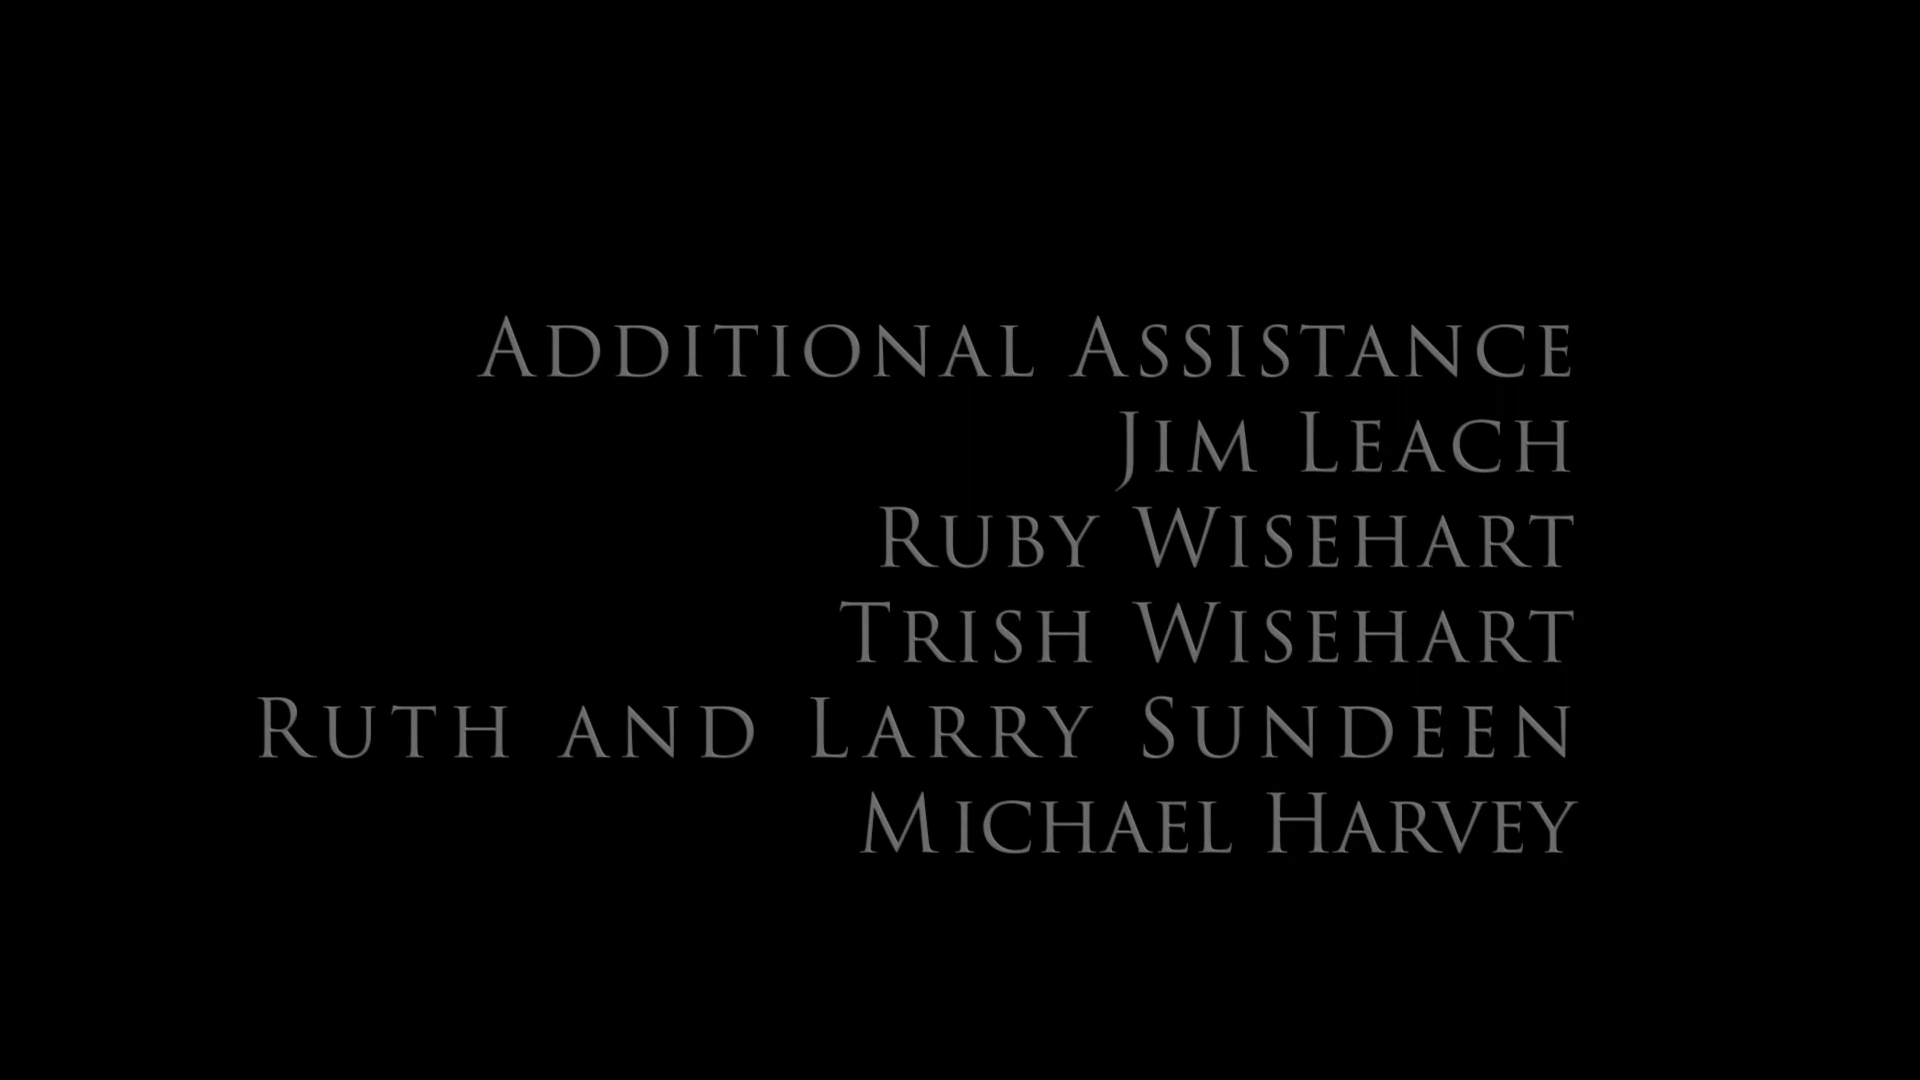 Additional Assistance
Jim Leach
Ruby Wisehart
Trish Wisehart
Ruth and Larry Sundeen
Michael Harvey